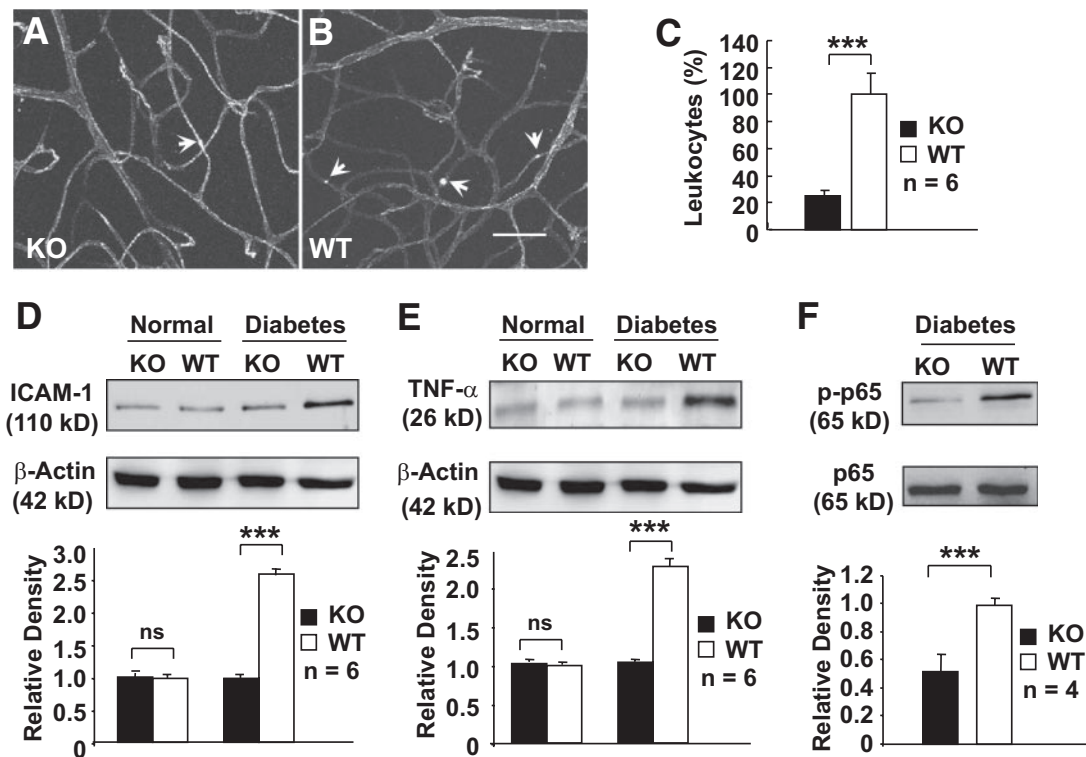 A
KO
B
WT
C
Leukocytes (%)
140
120
100
80
60
40
20
0
***
KO
WT
n = 6
D
Normal Diabetes
KO WT KO WT
ICAM-1
(110 kD)
β-Actin
(42 kD)
Relative Density
3.0
2.5
2.0
1.5
1.0
0.5
0
ns
***
KO
WT
n = 6
E
Normal Diabetes
KO WT KO WT
TNF-α
(26 kD)
β-Actin
(42 kD)
Relative Density
2.5
2.0
1.5
1.0
0.5
0
ns
***
KO
WT
n = 6
F
Diabetes
KO WT
p-p65
(65 kD)
p65
(65 kD)
Relative Density
1.2
1.0
0.8
0.6
0.4
0.2
0
***
KO
WT
n = 4